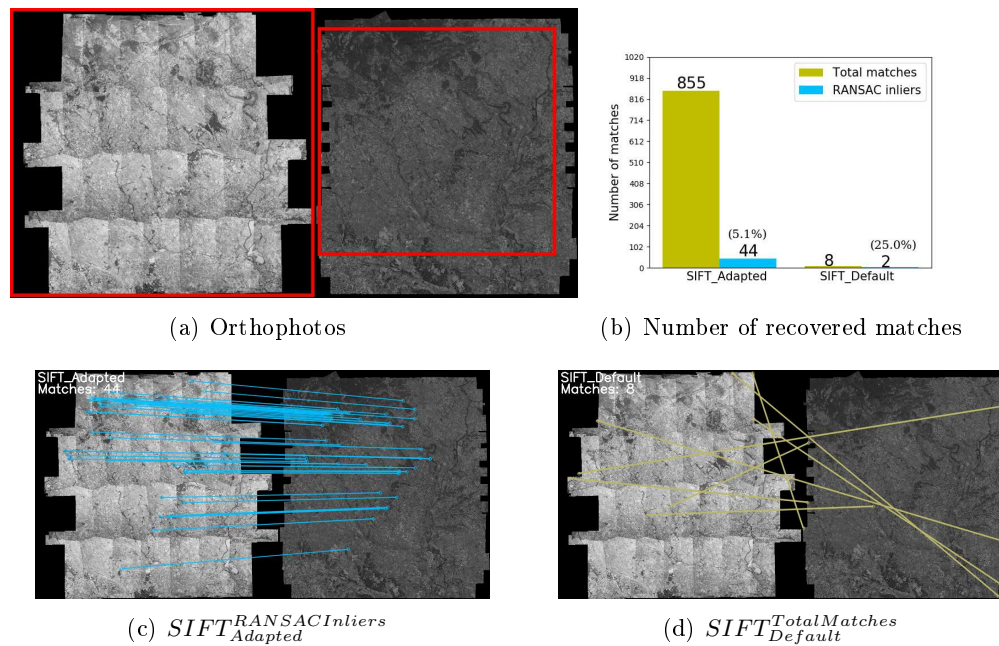 1020
918
816
714
612
510
408
306
204
102
0
Number of matches
Total matches
RANSAC inliers
855
(5.1%)
44
8
(25.0%)
2
SIFT_Adapted
SIFT_Default
(a) Orthophotos
(b) Number of recovered matches
SIFT_Adapted
Matches: 44
SIFT_Default
Matches: 8
(c) SIFT^{RANSACInliers}_{Adapted}
(d) SIFT^{TotalMatches}_{Default}